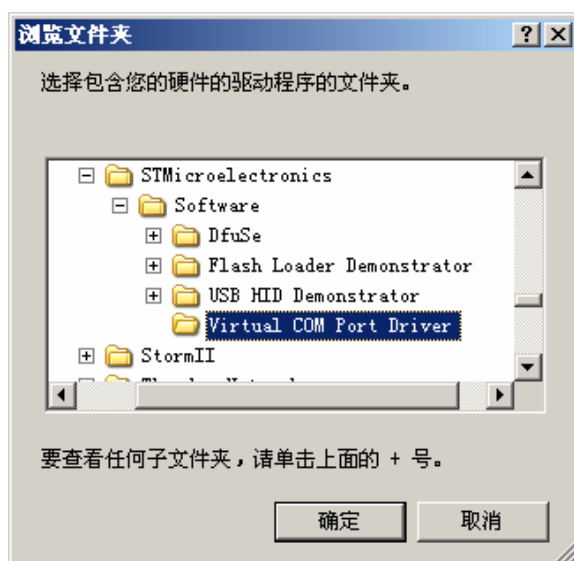 浏览文件夹
选择包含您的硬件的驱动程序的文件夹。
STMicroelectronics
Software
DfuSe
Flash Loader Demonstrator
USB HID Demonstrator
Virtual COM Port Driver
StormII
要查看任何子文件夹，请单击上面的 + 号。
确定 取消